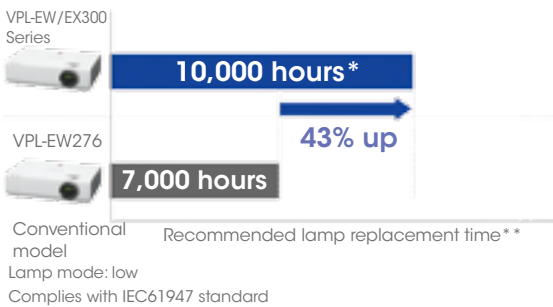 VPL-EW/EX300
Series
10,000 hours*
43% up
VPL-EW276
7,000 hours
Conventional
model
Recommended lamp replacement time**
Lamp mode: low
Complies with IEC61947 standard